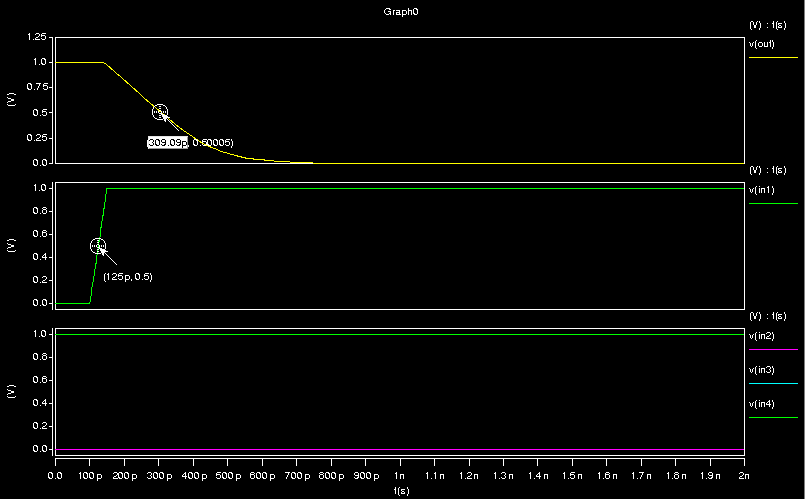 Graph0
(V) : t(s)
v(out)
1.25
1.0
0.75
0.5
0.25
0.0
(V)
(309.09p, 0.50005)
(V) : t(s)
v(in1)
1.0
0.8
0.6
0.4
0.2
0.0
(V)
(125p, 0.5)
(V) : t(s)
v(in2)
v(in3)
v(in4)
1.0
0.8
0.6
0.4
0.2
0.0
(V)
0.0 100p 200p 300p 400p 500p 600p 700p 800p 900p 1n 1.1n 1.2n 1.3n 1.4n 1.5n 1.6n 1.7n 1.8n 1.9n 2n
t(s)